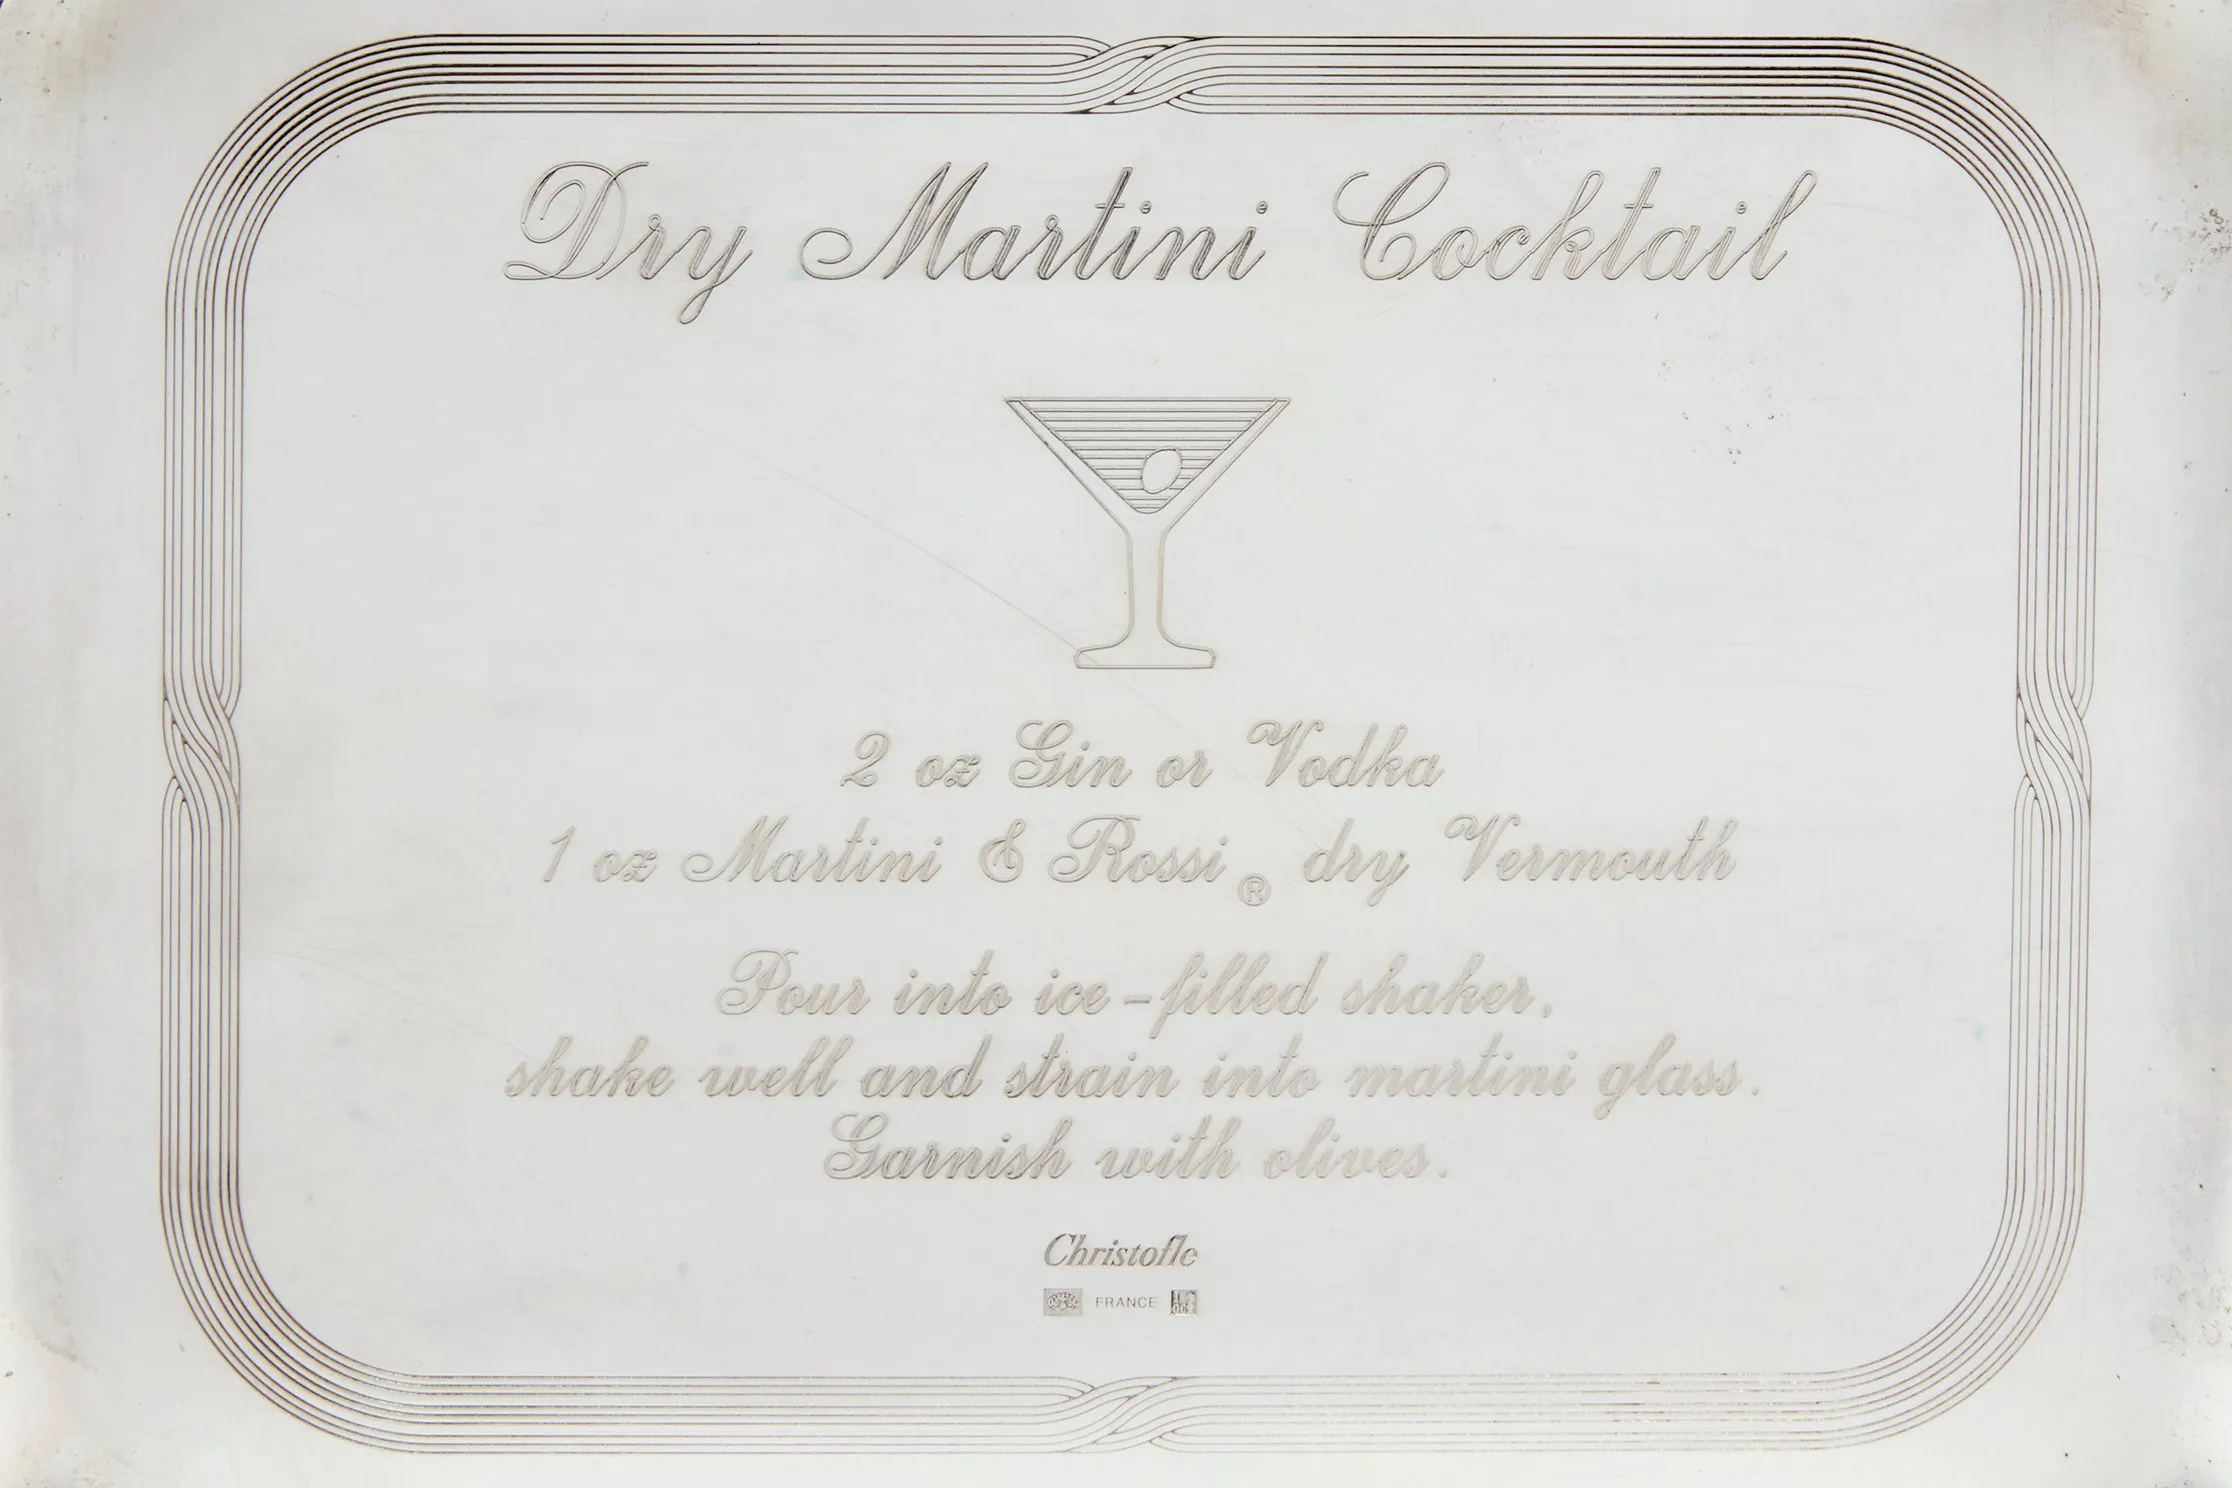 Dry Martini Cocktail
2 oz Gin or Vodka
1 oz Martini & Rossi ® dry Vermouth
Pour into ice-filled shaker,
shake well and strain into martini glass.
Garnish with olives.
Christofle
FRANCE